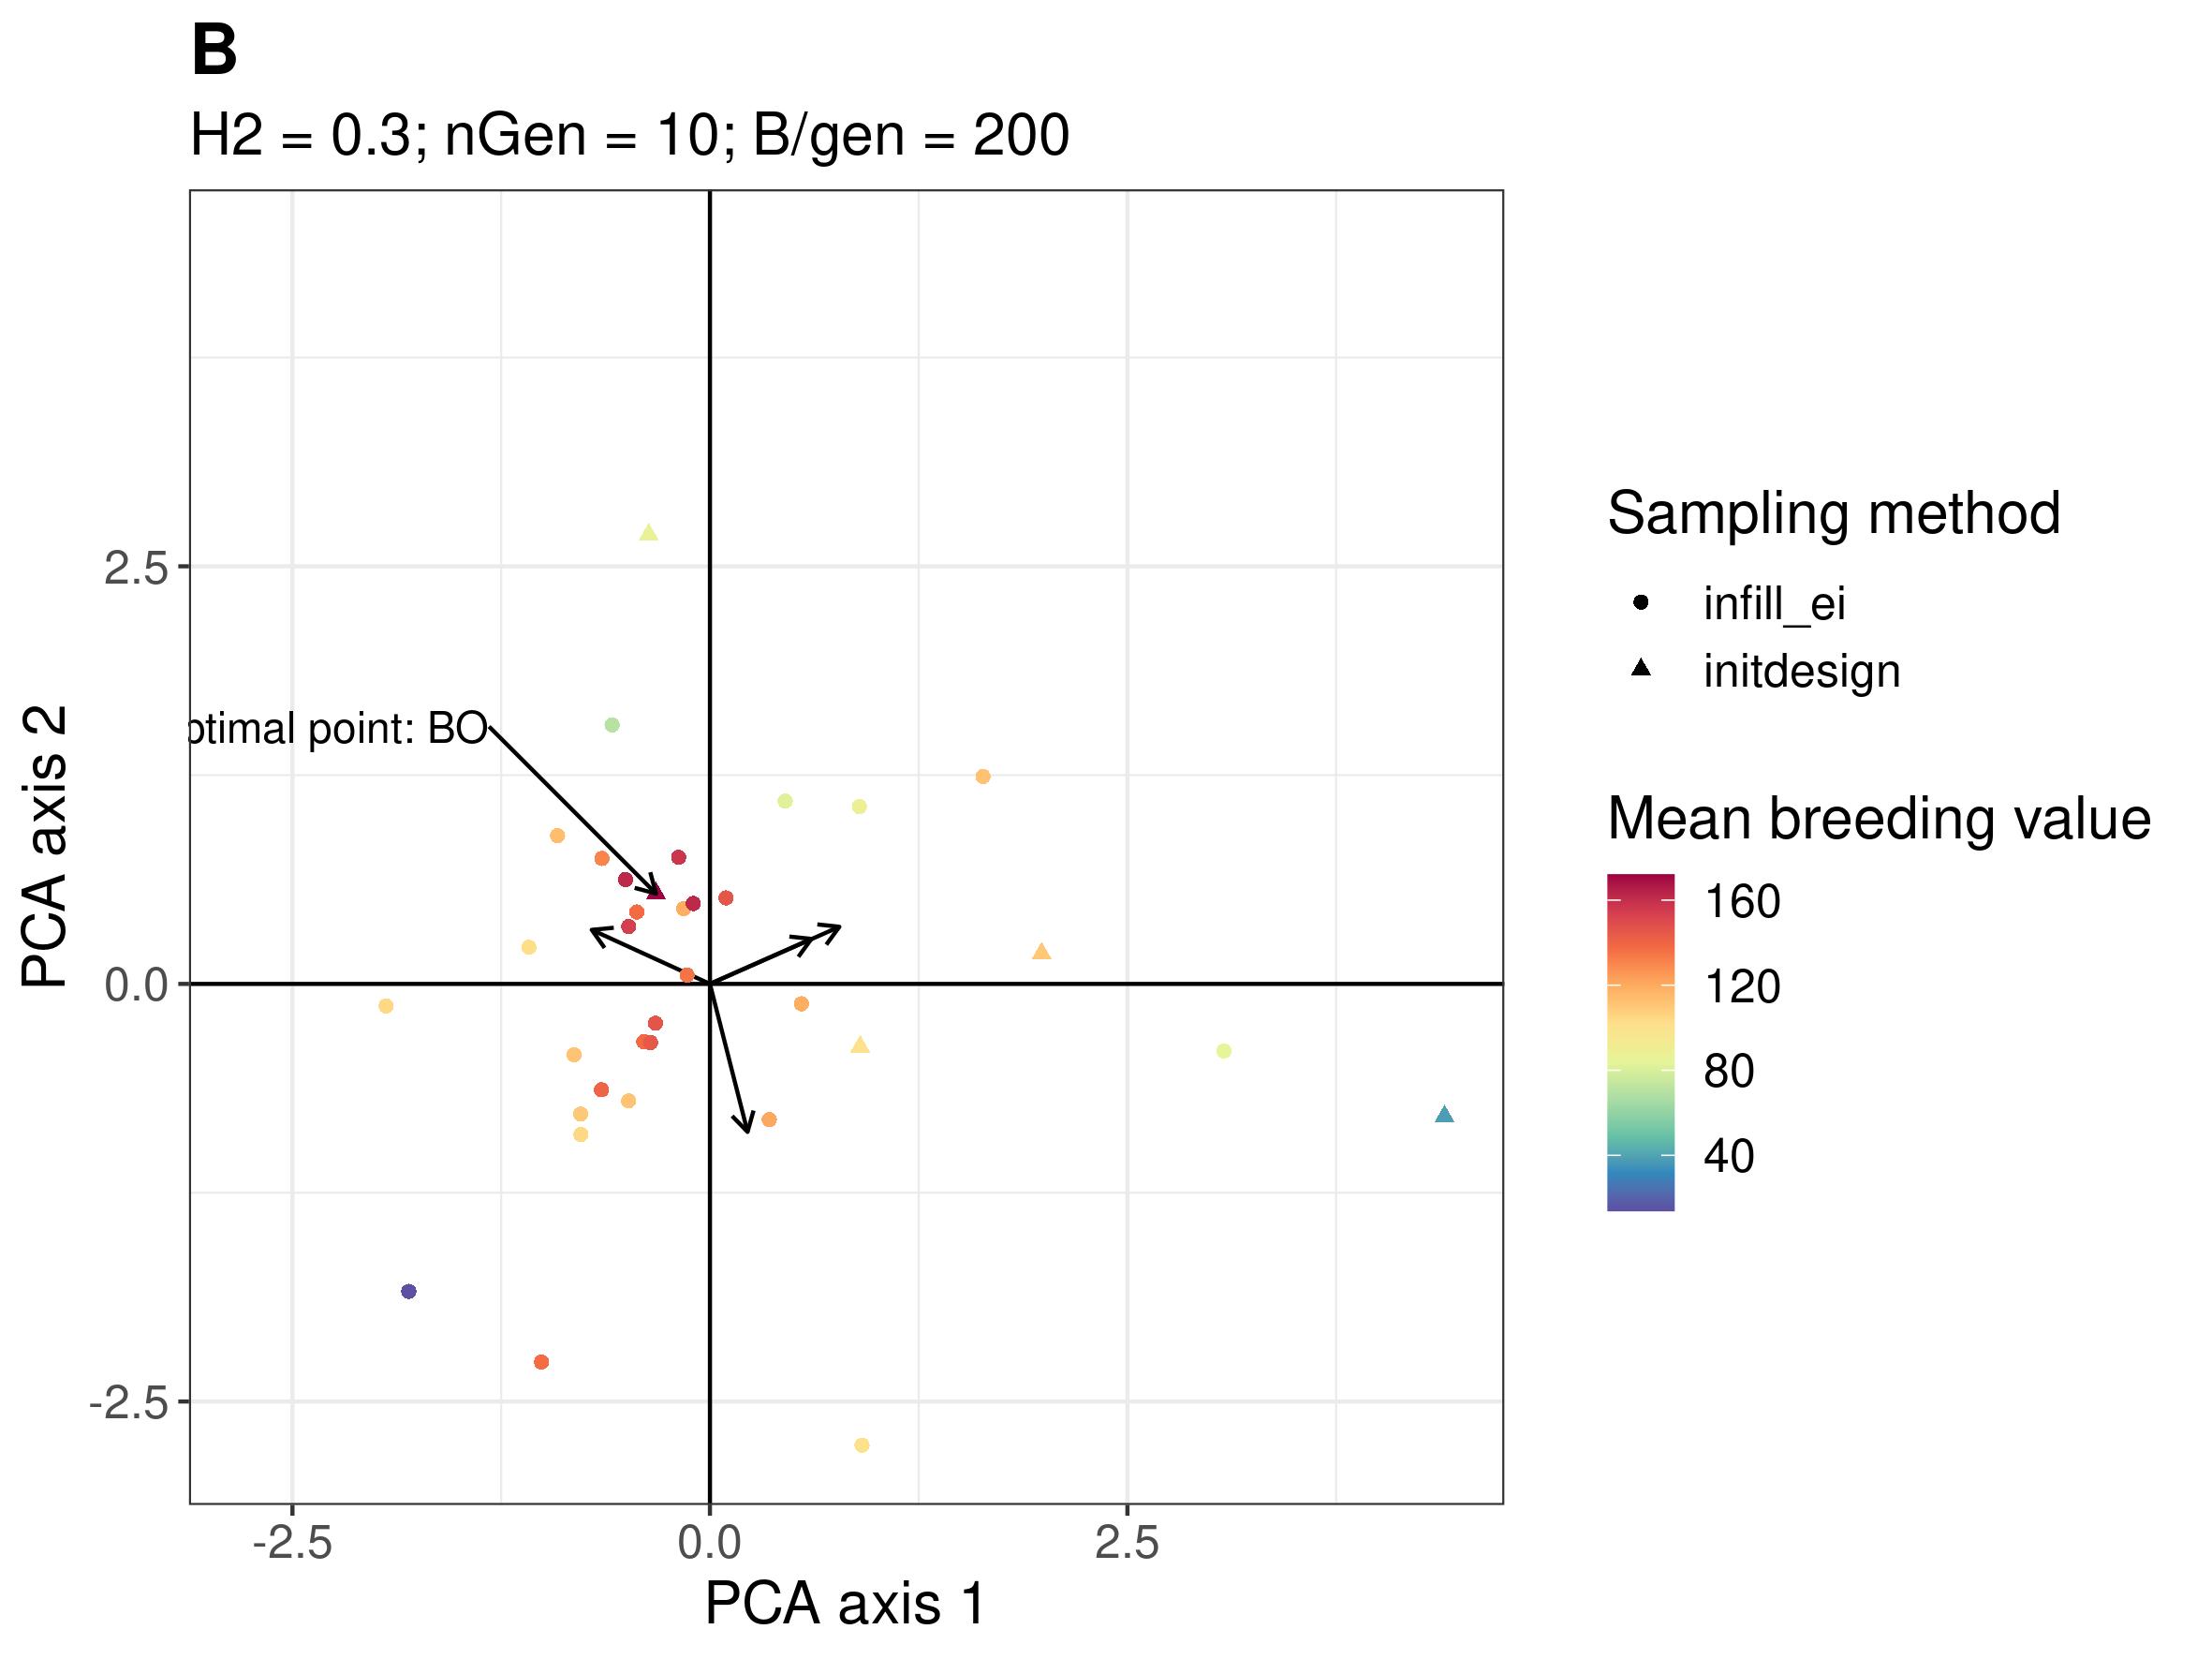 B
H2 = 0.3; nGen = 10; B/gen = 200
PCA axis 2
2.5
0.0
-2.5
ptimal point: BO
-2.5
0.0
2.5
PCA axis 1
Sampling method
infill_ei
initdesign
Mean breeding value
160
120
80
40